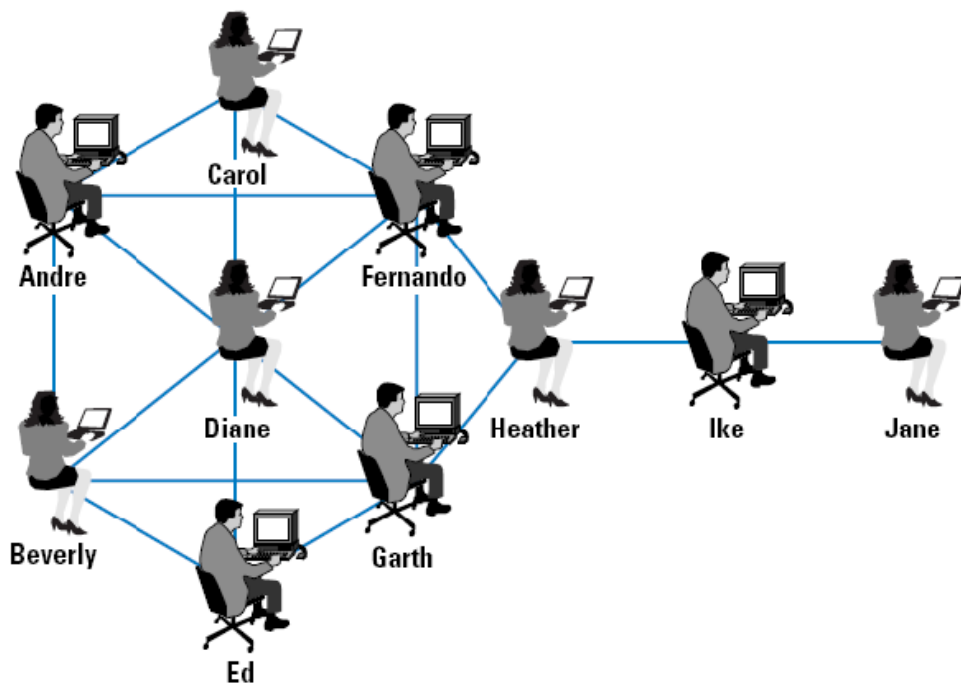 Carol
Andre
Fernando
Diane
Heather
Ike
Jane
Beverly
Garth
Ed